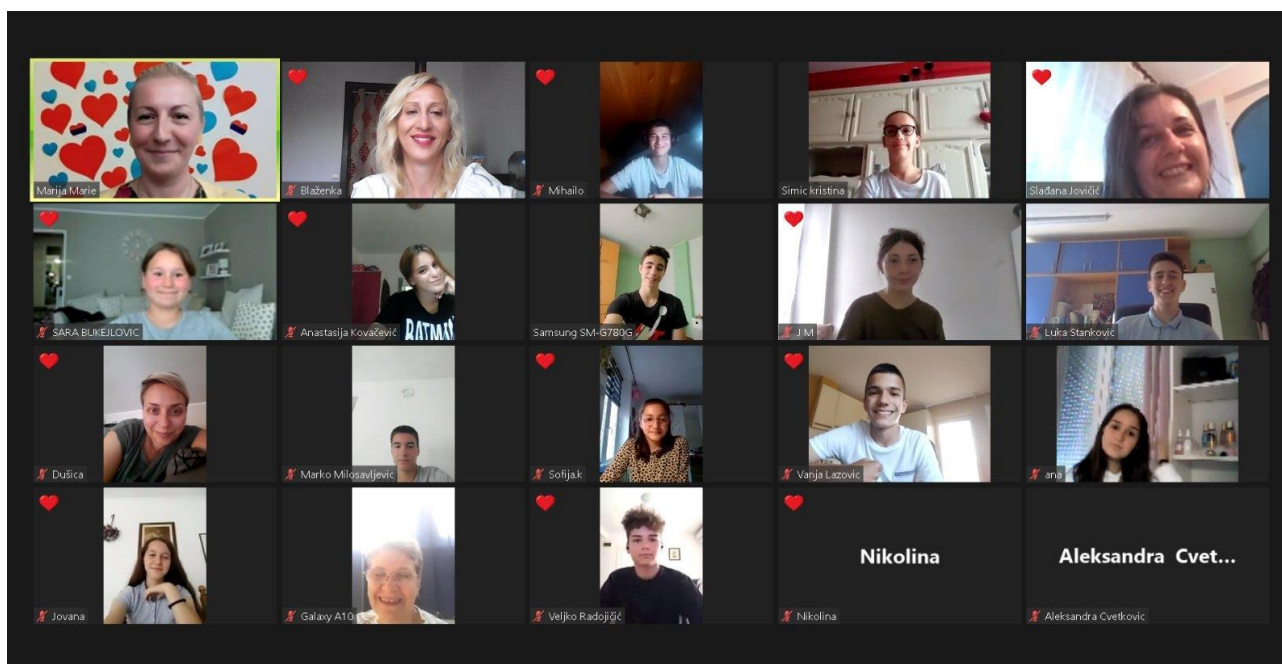 Marija Marie
Blaženka
Mihailo
Simic kristina
Slađana Jovičić
SARA BUKEJLOVIC
Anastasija Kovačević
BATMAN
Samsung SM-G780G
J M
Luka Stankovic
Dušica
Marko Milosavljevic
Sofija.k
Vanja Lazovic
ana
Jovana
Galaxy A10
Veljko Radojičić
Nikolina
Nikolina
Aleksandra Cvet...
Aleksandra Cvetkovic